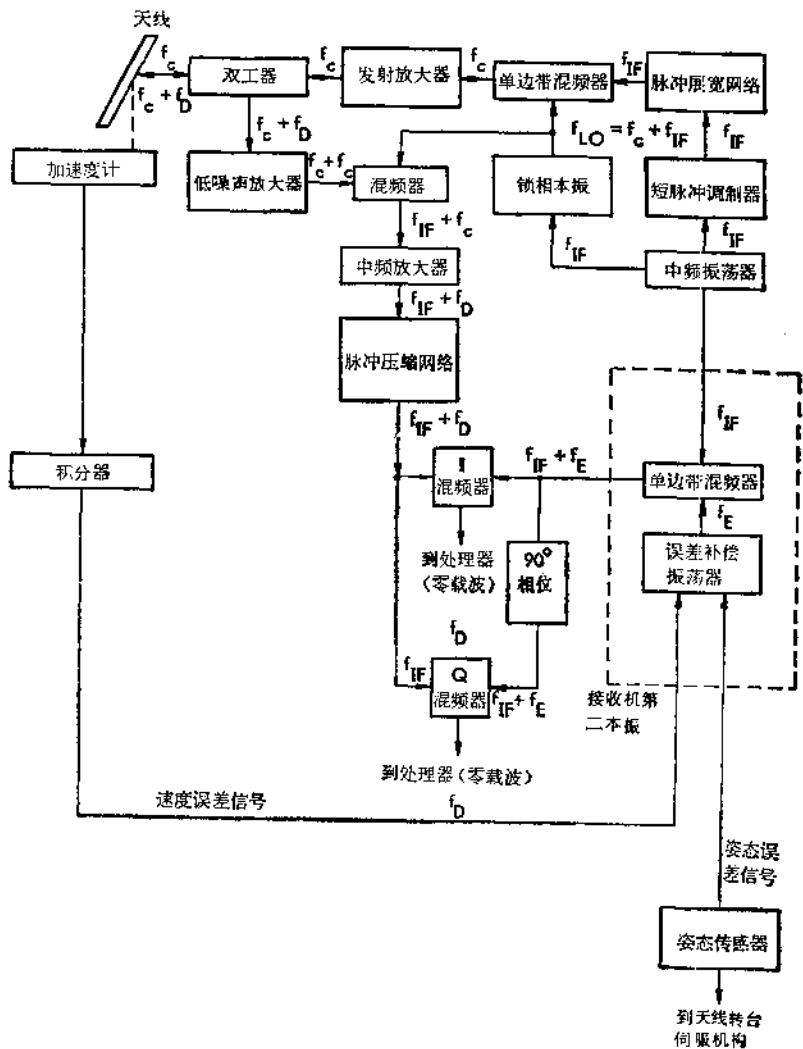 天线
f_c
f_c + f_D
双工器
f_c
发射放大器
f_c
单边带混频器
f_IF
脉冲展宽网络
f_c + f_D
f_LO = f_c + f_IF
f_IF
加速度计
低噪声放大器
f_c + f_c
混频器
锁相本振
短脉冲调制器
f_IF + f_c
f_IF
f_IF
中频放大器
中频振荡器
f_IF + f_D
脉冲压缩网络
f_IF + f_D
f_IF
积分器
I
混频器
f_IF + f_E
单边带混频器
f_E
到处理器
(零载波)
90°
相位
误差补偿
振荡器
f_D
f_IF
Q
混频器
f_IF + f_E
接收机第
二本振
到处理器(零载波)
速度误差信号
f_D
姿态误
差信号
姿态传感器
到天线转台
伺驱机构